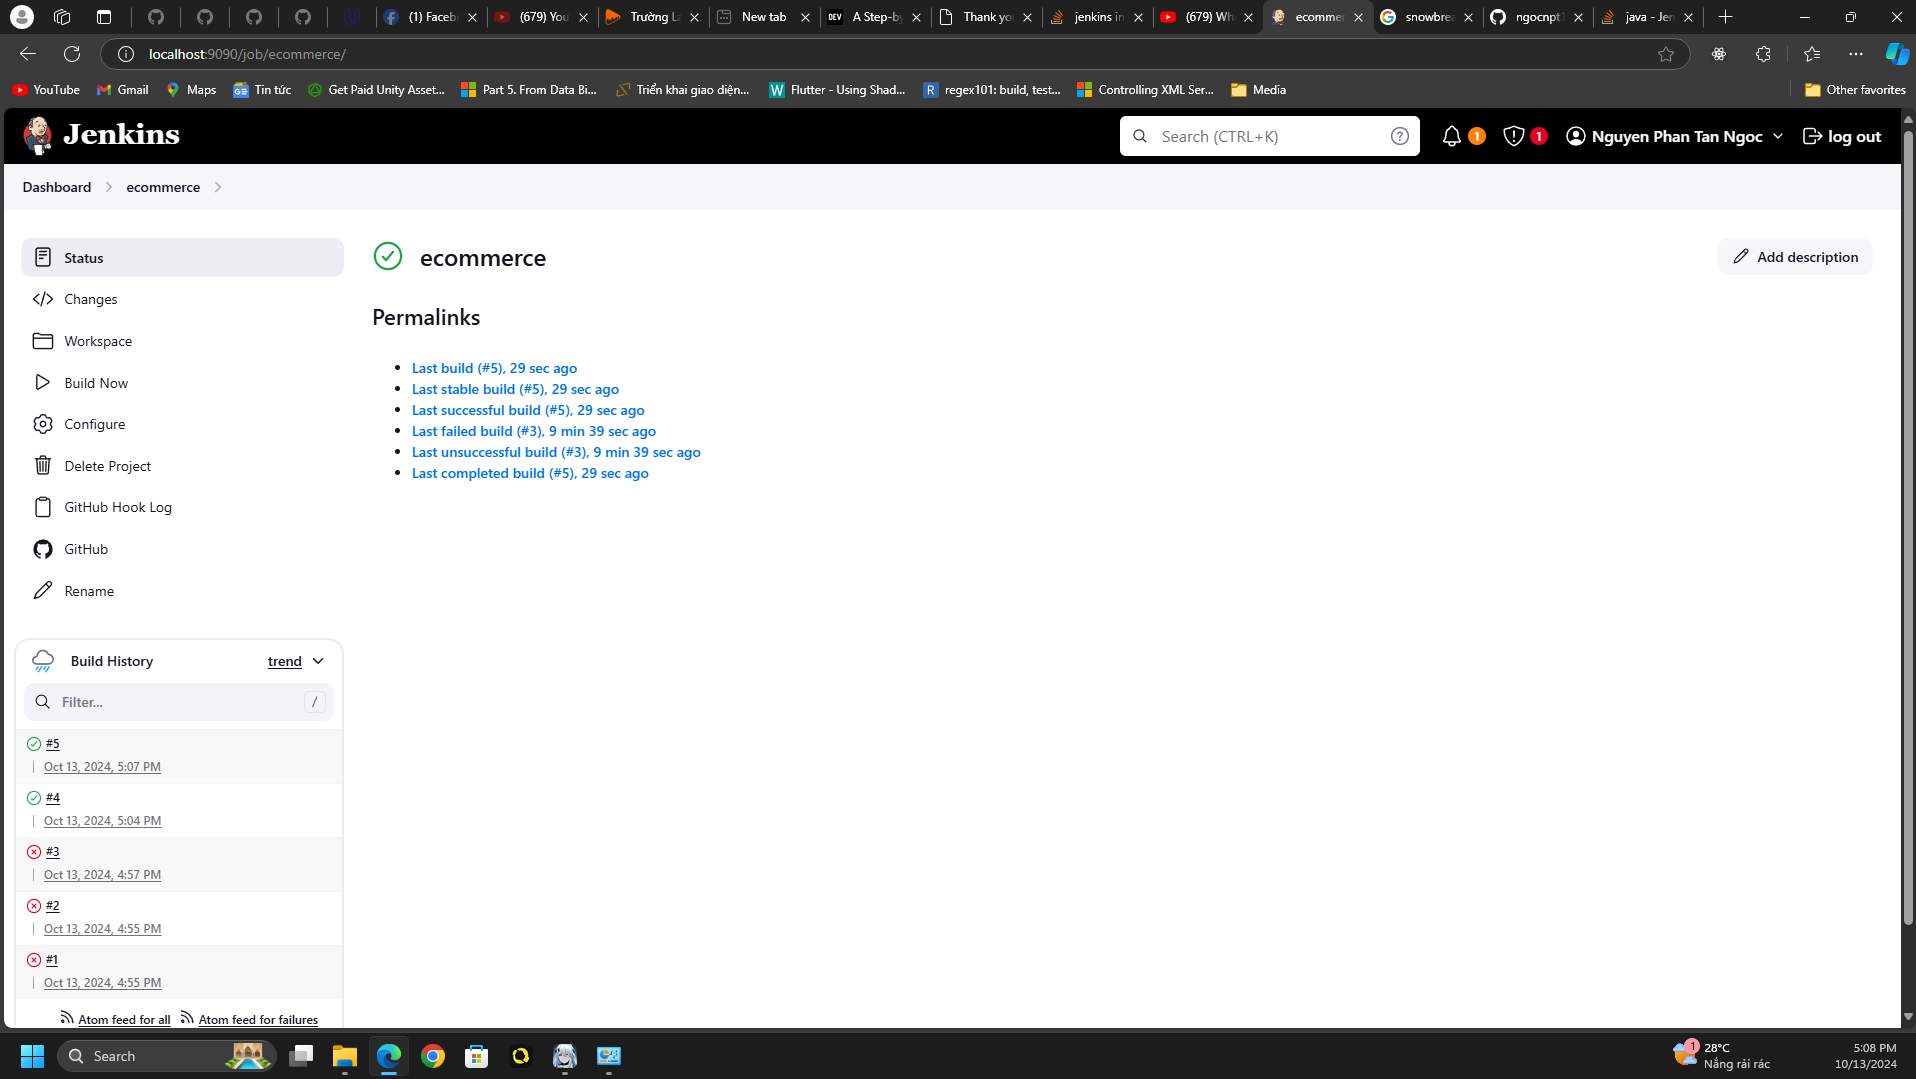 (1) Faceb
(679) You
Trường La
New tab
DEV
A Step-by
Thank you
jenkins in
(679) Wha
ecommer
snowbrea
ngocnpt1
java - Jen
localhost:9090/job/ecommerce/
YouTube
Gmail
Maps
Tin tức
Get Paid Unity Asset...
Part 5. From Data Bi...
Triển khai giao diện...
W
Flutter - Using Shad...
R
regex101: build, test...
Controlling XML Ser...
Media
Other favorites
Jenkins
Search (CTRL+K)
?
1
1
Nguyen Phan Tan Ngoc
log out
Dashboard
ecommerce
Status
Changes
Workspace
Build Now
Configure
Delete Project
GitHub Hook Log
GitHub
Rename
ecommerce
Add description
Permalinks
Last build (#5), 29 sec ago
Last stable build (#5), 29 sec ago
Last successful build (#5), 29 sec ago
Last failed build (#3), 9 min 39 sec ago
Last unsuccessful build (#3), 9 min 39 sec ago
Last completed build (#5), 29 sec ago
Build History
trend
Filter...
/
#5
Oct 13, 2024, 5:07 PM
#4
Oct 13, 2024, 5:04 PM
#3
Oct 13, 2024, 4:57 PM
#2
Oct 13, 2024, 4:55 PM
#1
Oct 13, 2024, 4:55 PM
Atom feed for all
Atom feed for failures
Search
1
28°C
Nắng rải rác
5:08 PM
10/13/2024